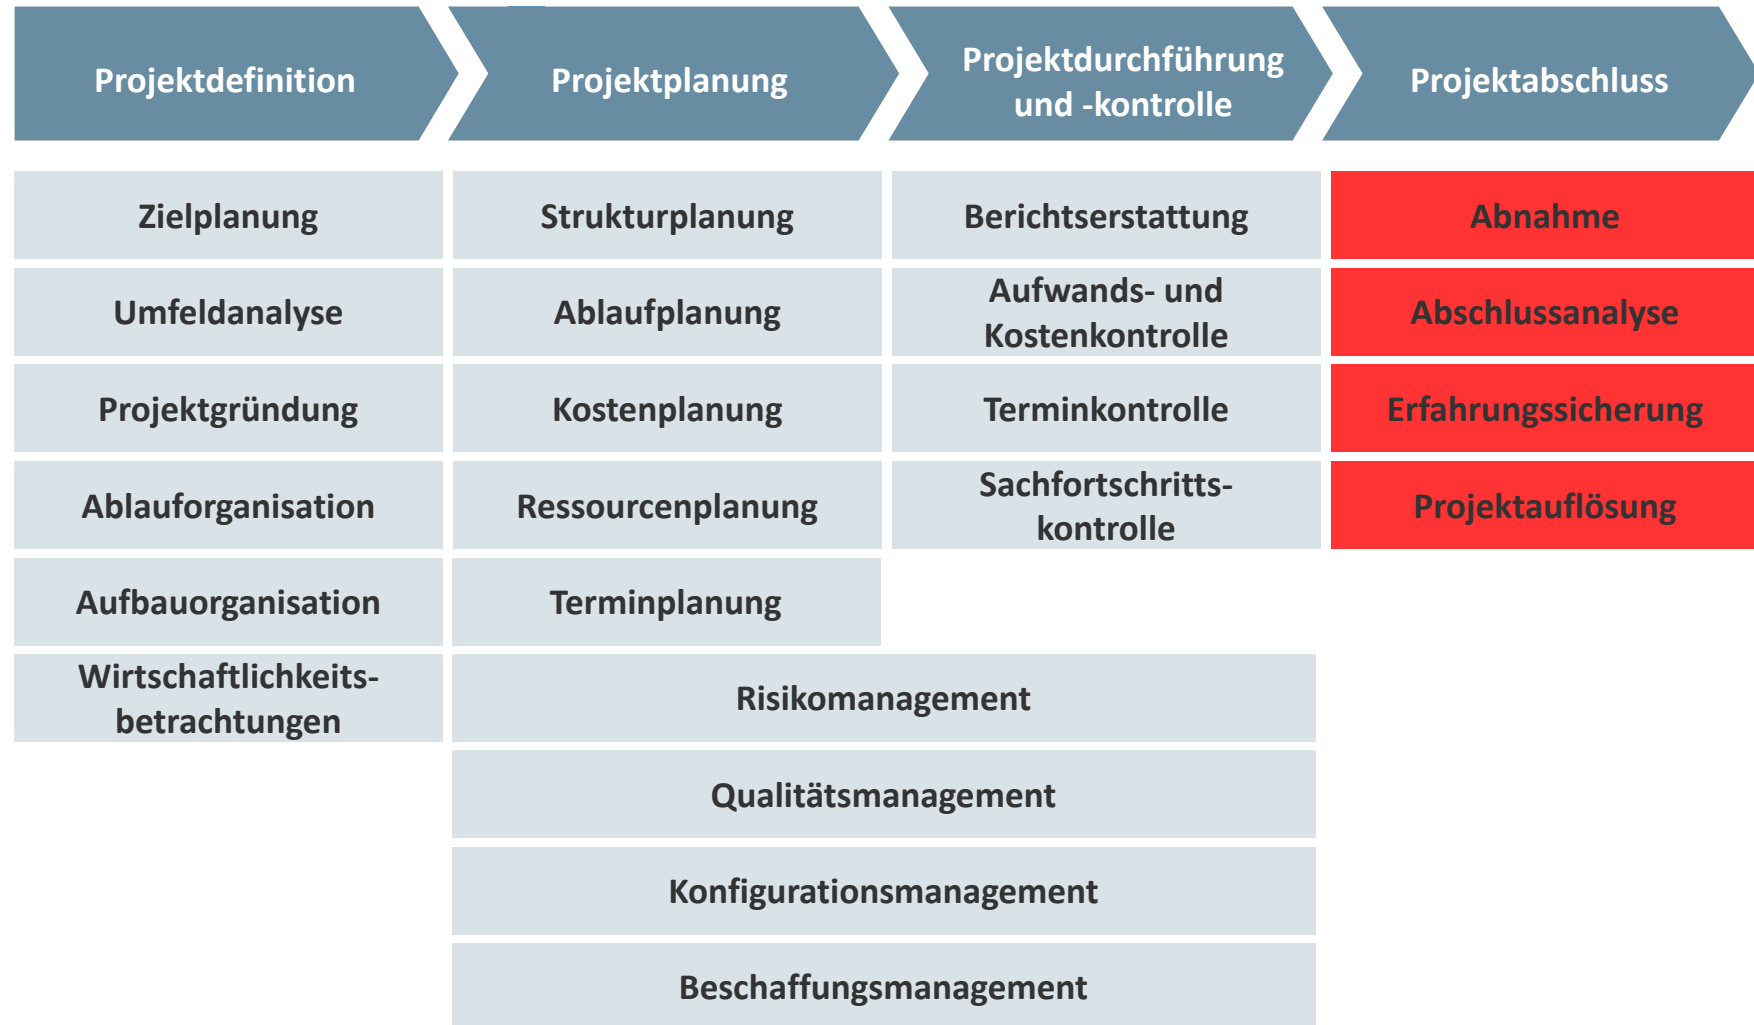 Projektdefinition
Projektplanung
Projektdurchführung
und -kontrolle
Projektabschluss
Zielplanung
Strukturplanung
Berichtserstattung
Abnahme
Umfeldanalyse
Ablaufplanung
Aufwands- und
Kostenkontrolle
Abschlussanalyse
Projektgründung
Kostenplanung
Terminkontrolle
Erfahrungssicherung
Ablauforganisation
Ressourcenplanung
Sachfortschritts-
kontrolle
Projektauflösung
Aufbauorganisation
Terminplanung
Wirtschaftlichkeits-
betrachtungen
Risikomanagement
Qualitätsmanagement
Konfigurationsmanagement
Beschaffungsmanagement